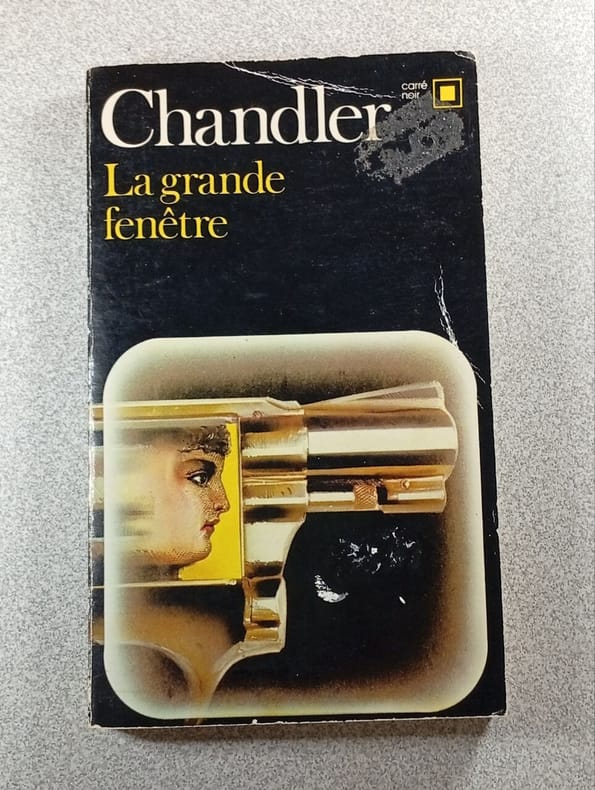 Chandler
carré
noir
La grande
fenêtre